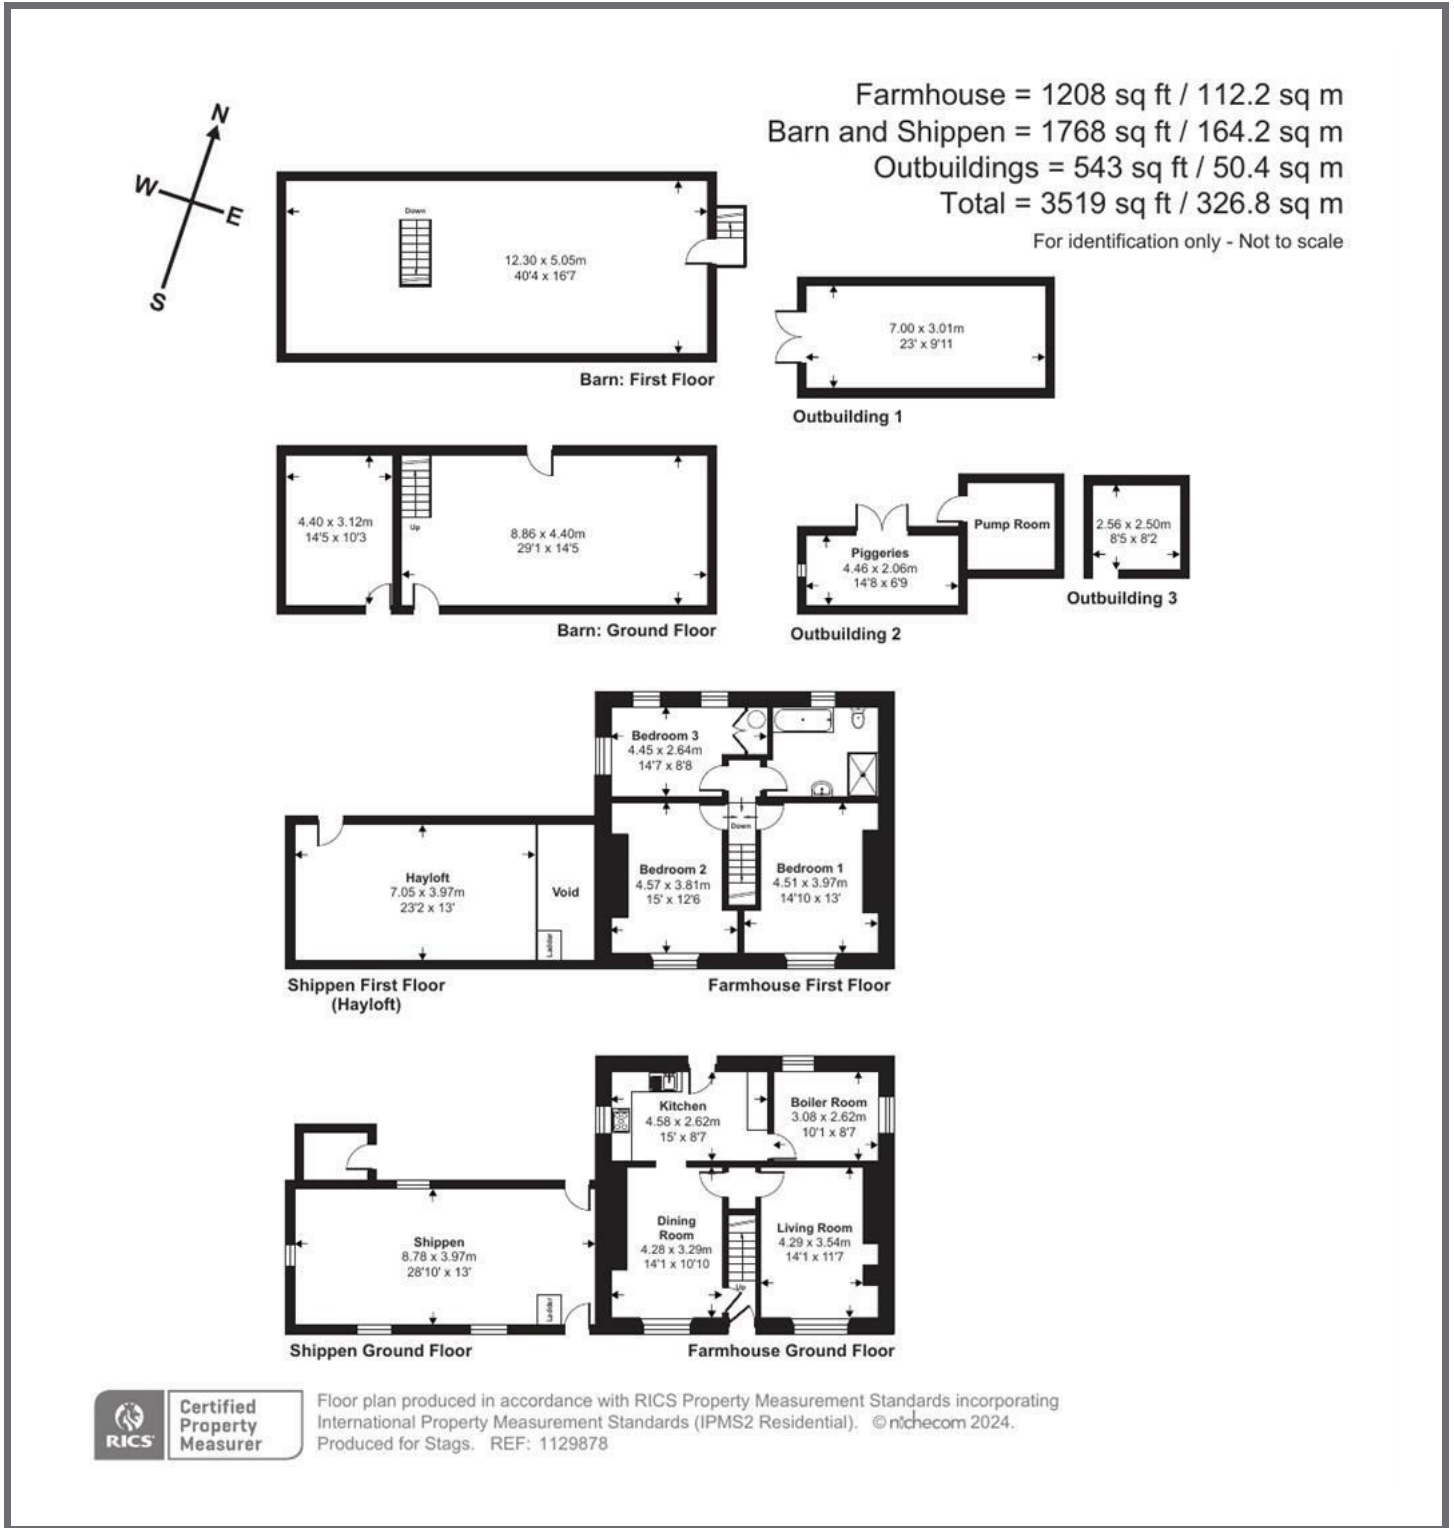 Farmhouse = 1208 sq ft / 112.2 sq m
Barn and Shippen = 1768 sq ft / 164.2 sq m
Outbuildings = 543 sq ft / 50.4 sq m
Total = 3519 sq ft / 326.8 sq m
For identification only - Not to scale
N
W
E
S
Down
12.30 x 5.05m
40'4 x 16'7
Barn: First Floor
7.00 x 3.01m
23' x 9'11
Outbuilding 1
4.40 x 3.12m
14'5 x 10'3
Up
8.86 x 4.40m
29'1 x 14'5
Barn: Ground Floor
Piggeries
4.46 x 2.06m
14'8 x 6'9
Pump Room
Outbuilding 2
2.56 x 2.50m
8'5 x 8'2
Outbuilding 3
Bedroom 3
4.45 x 2.64m
14'7 x 8'8
Down
Hayloft
7.05 x 3.97m
23'2 x 13'
Void
Ladder
Bedroom 2
4.57 x 3.81m
15' x 12'6
Bedroom 1
4.51 x 3.97m
14'10 x 13'
Shippen First Floor
(Hayloft)
Farmhouse First Floor
Kitchen
4.58 x 2.62m
15' x 8'7
Boiler Room
3.08 x 2.62m
10'1 x 8'7
Shippen
8.78 x 3.97m
28'10' x 13'
Ladder
Dining
Room
4.28 x 3.29m
14'1 x 10'10
Up
Living Room
4.29 x 3.54m
14'1 x 11'7
Shippen Ground Floor
Farmhouse Ground Floor
RICS
Certified
Property
Measurer
Floor plan produced in accordance with RICS Property Measurement Standards incorporating
International Property Measurement Standards (IPMS2 Residential). © nichecom 2024.
Produced for Stags. REF: 1129878